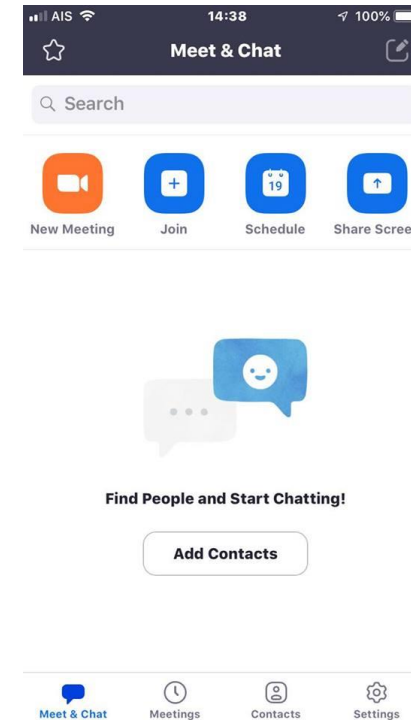 AIS 14:38 100%
Meet & Chat
Search
19
New Meeting Join Schedule Share Scree
Find People and Start Chatting!
Add Contacts
Meet & Chat Meetings Contacts Settings